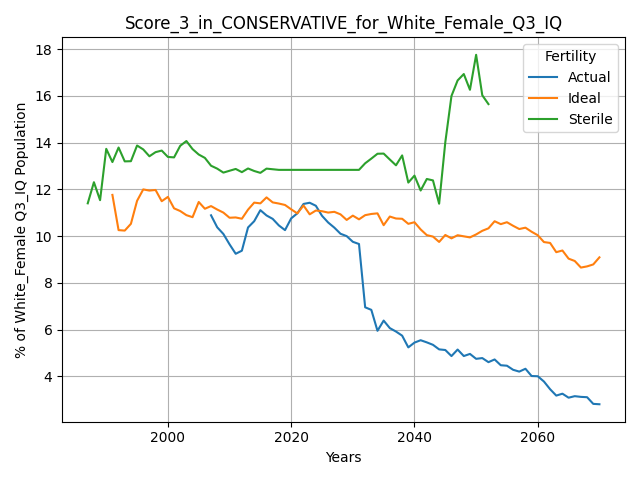 Score_3_in_CONSERVATIVE_for_White_Female_Q3_IQ
% of White_Female Q3_IQ Population
18
16
14
12
10
8
6
4
Fertility
Actual
Ideal
Sterile
2000
2020
2040
2060
Years